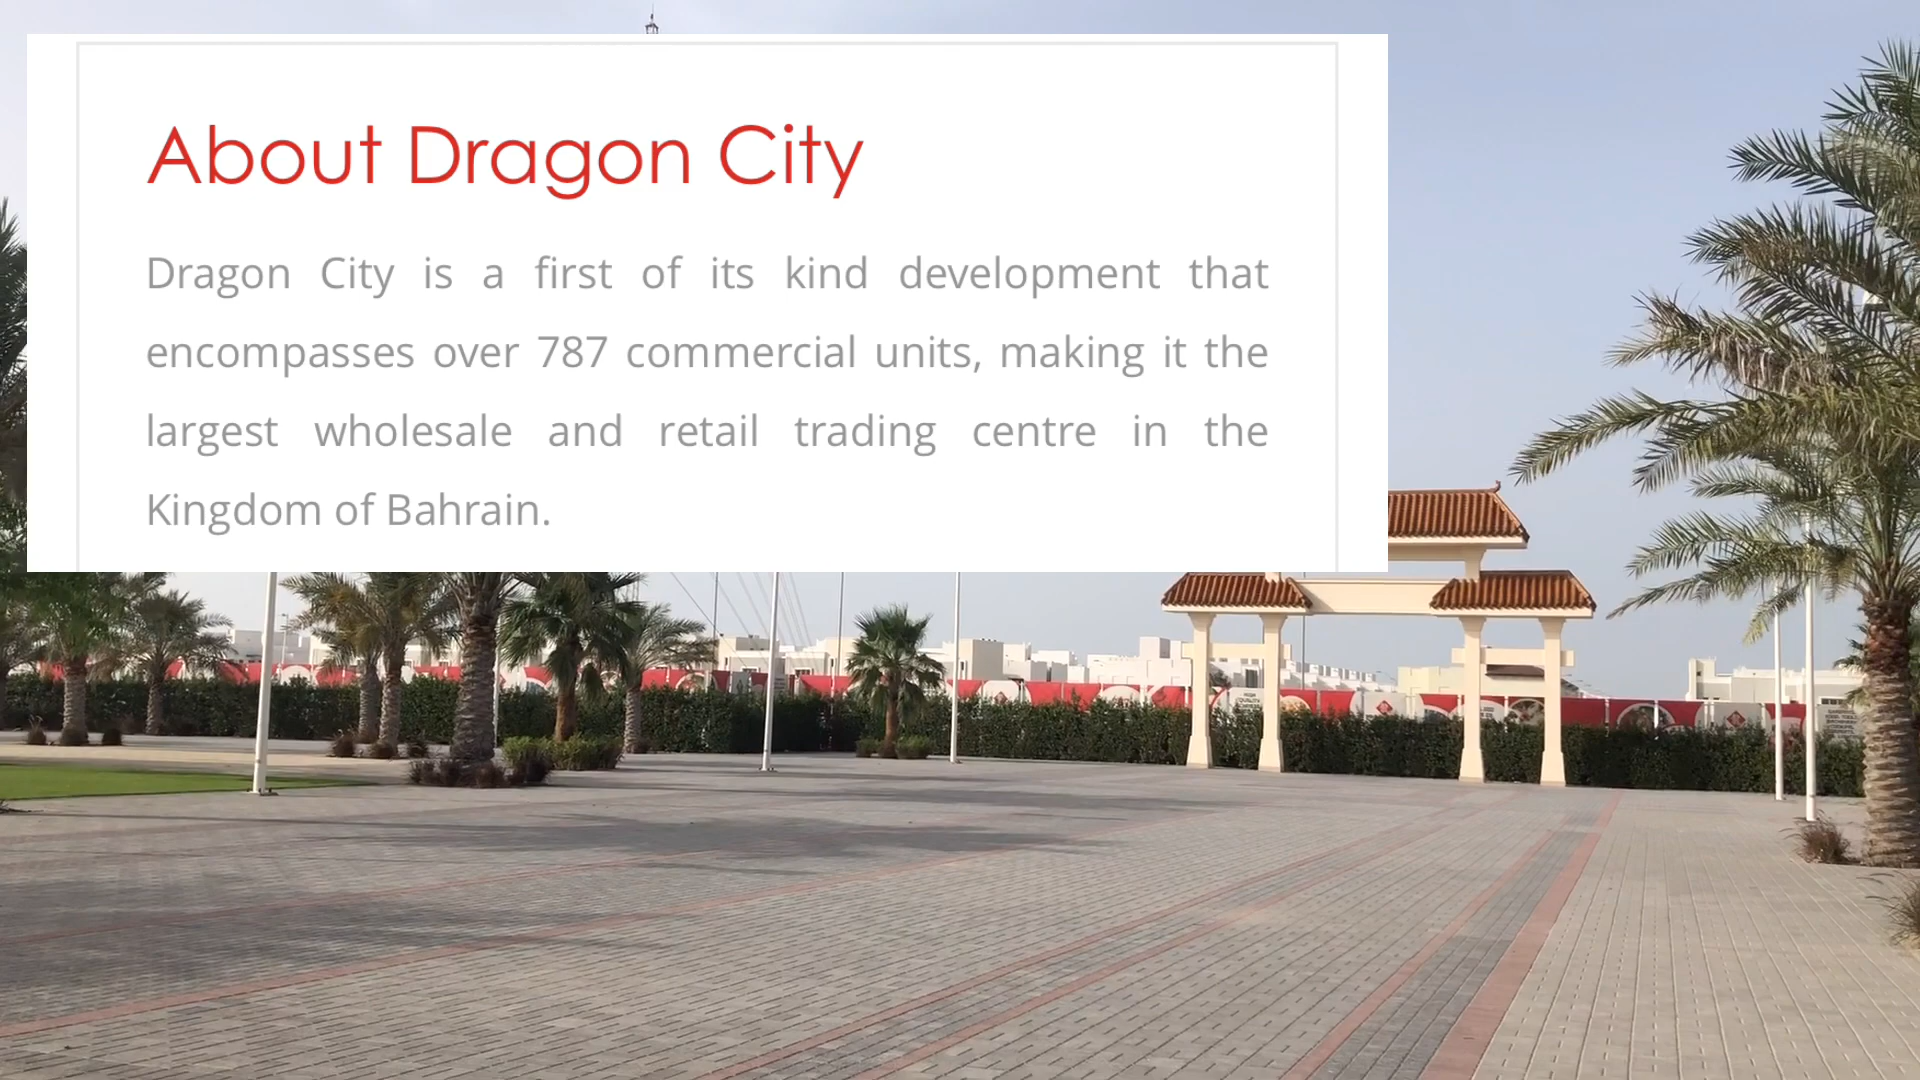 About Dragon City
Dragon City is a first of its kind development that
encompasses over 787 commercial units, making it the
largest wholesale and retail trading centre in the
Kingdom of Bahrain.